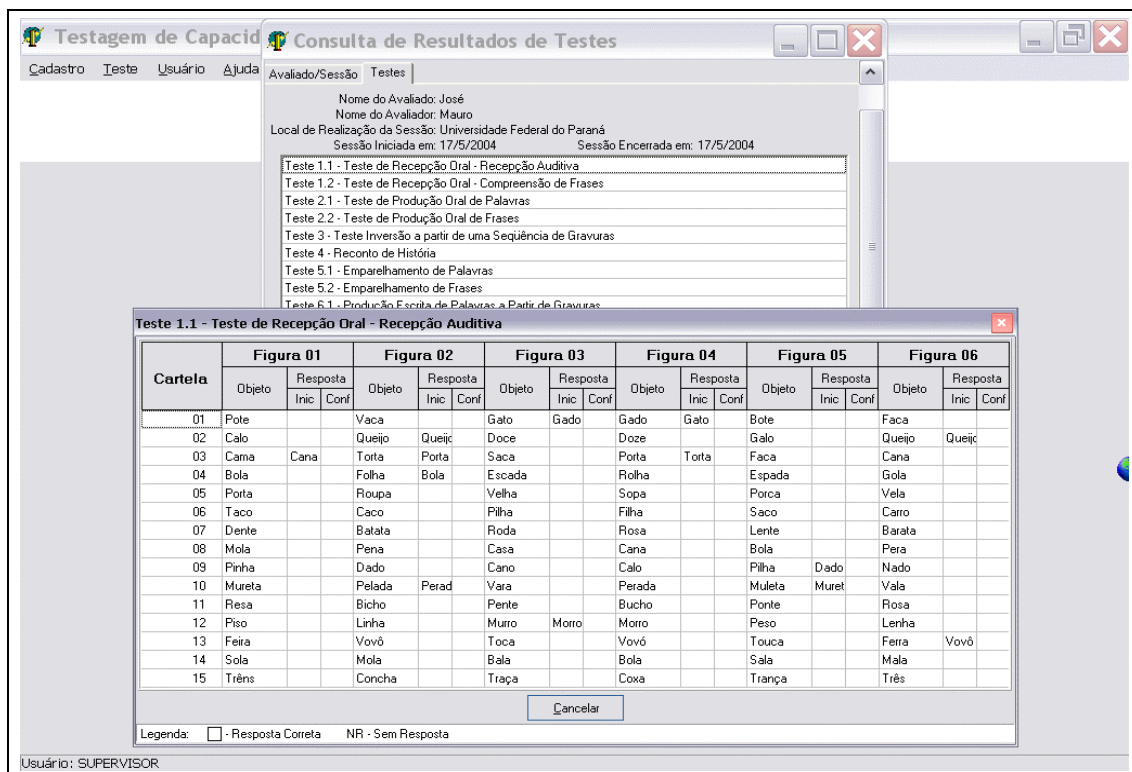 Testagem de Capacid
Cadastro Teste Usuário Ajuda
Consulta de Resultados de Testes
Avaliado/Sessão Testes
Nome do Avaliado: José
Nome do Avaliador: Mauro
Local de Realização da Sessão: Universidade Federal do Paraná
Sessão Iniciada em: 17/5/2004 Sessão Encerrada em: 17/5/2004
Teste 1.1 - Teste de Recepção Oral - Recepção Auditiva
Teste 1.2 - Teste de Recepção Oral - Compreensão de Frases
Teste 2.1 - Teste de Produção Oral de Palavras
Teste 2.2 - Teste de Produção Oral de Frases
Teste 3 - Teste Inversão a partir de uma Seqüência de Gravuras
Teste 4 - Reconto de História
Teste 5.1 - Emparelhamento de Palavras
Teste 5.2 - Emparelhamento de Frases
Teste 6.1 - Produção Escrita de Palavras a Partir de Gravuras
Teste 1.1 - Teste de Recepção Oral - Recepção Auditiva
Cartela Figura 01 Figura 02 Figura 03 Figura 04 Figura 05 Figura 06
Objeto Resposta Objeto Resposta Objeto Resposta Objeto Resposta Objeto Resposta Objeto Resposta
Inic Conf Inic Conf Inic Conf Inic Conf Inic Conf Inic Conf
01 Pote Vaca Gato Gado Gado Gato Bote Faca
02 Calo Queijo Queijo Doce Doze Galo Queijo Queijo
03 Cama Cana Torta Porta Saca Porta Torta Faca Cana
04 Bola Folha Bola Escada Rolha Espada Gola
05 Porta Roupa Velha Sopa Porca Vela
06 Taco Caco Pilha Filha Saco Carro
07 Dente Batata Roda Rosa Lente Barata
08 Mola Pena Casa Cana Bola Pera
09 Pinha Dado Cano Calo Pilha Dado Nado
10 Mureta Pelada Perad Vara Perada Muleta Muret Vala
11 Resa Bicho Pente Bucho Ponte Rosa
12 Piso Linha Murro Morro Morro Peso Lenha
13 Feira Vovô Toca Vovó Touca Ferra Vovô
14 Sola Mola Bala Bola Sala Mala
15 Trêns Concha Traça Coxa Trança Três
Cancelar
Legenda: - Resposta Correta NR - Sem Resposta
Usuário: SUPERVISOR